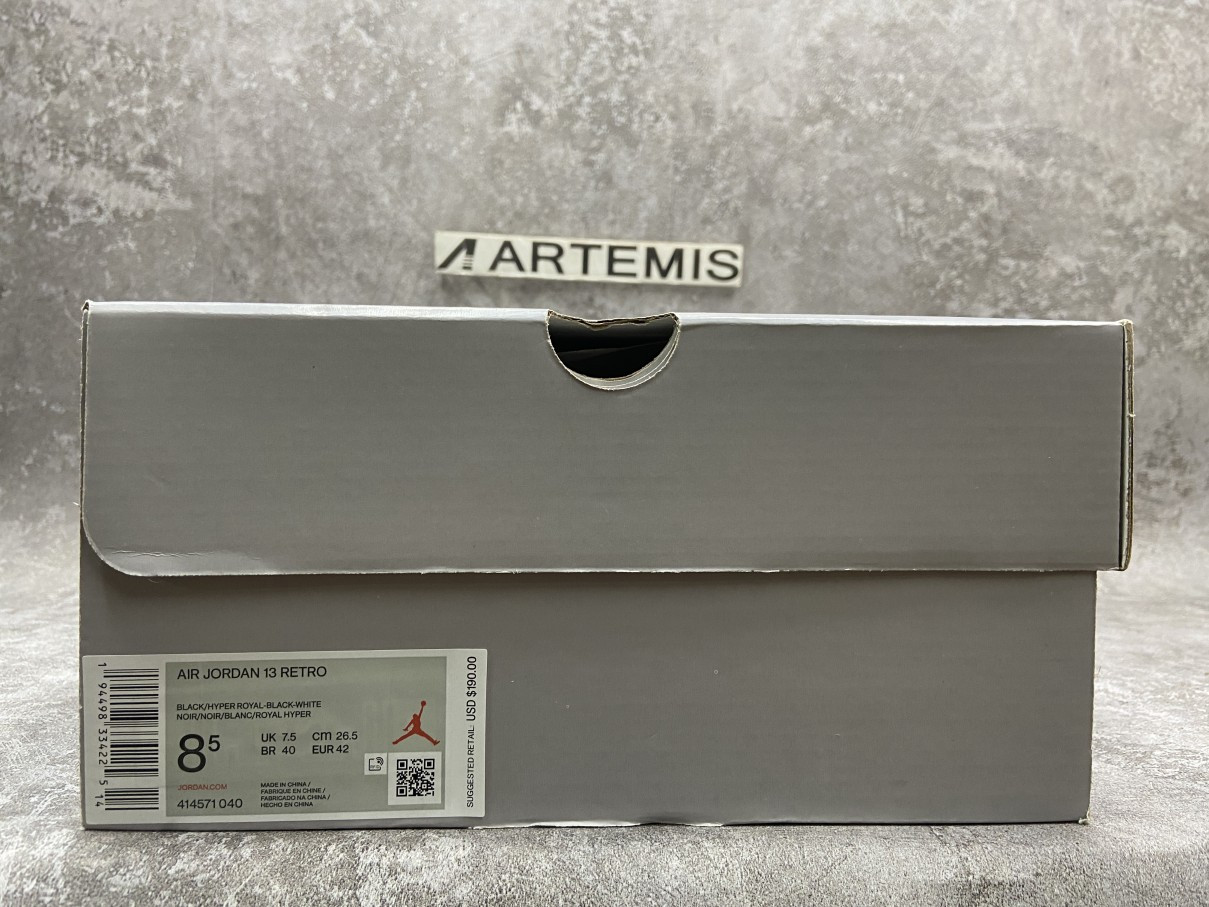 ARTEMIS
AIR JORDAN 13 RETRO
BLACK/HYPER ROYAL-BLACK-WHITE
NOIR/NOIR/BLANC/ROYAL HYPER
8⁵
UK 7.5 cm 26.5
BR 40 EUR 42
JORDAN.COM
414571 040
MADE IN CHINA /
FABRIQUE EN CHINE /
FABRICADO NA CHINA /
HECHO EN CHINA
SUGGESTED RETAIL: USD $190.00
1 94498 33422 5 14